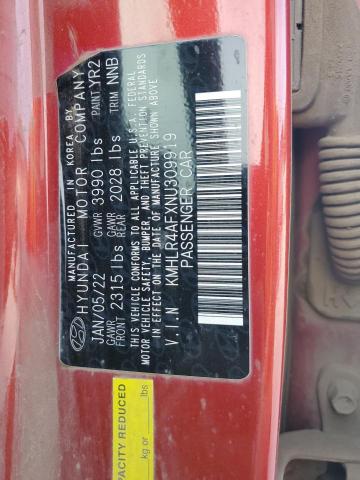 MANUFACTURED IN KOREA BY
HYUNDAI MOTOR COMPANY
JAN/05/22 GVWR 3990 lbs PAINT YR2
GAWR FRONT 2315 lbs GAWR REAR 2028 lbs TRIM NNB
THIS VEHICLE CONFORMS TO ALL APPLICABLE U.S.A. FEDERAL
MOTOR VEHICLE SAFETY, BUMPER, AND THEFT PREVENTION STANDARDS
IN EFFECT ON THE DATE OF MANUFACTURE SHOWN ABOVE.
V I N : KMHLR4AFXNU309919
PASSENGER CAR
CAPACITY REDUCED
kg or lbs